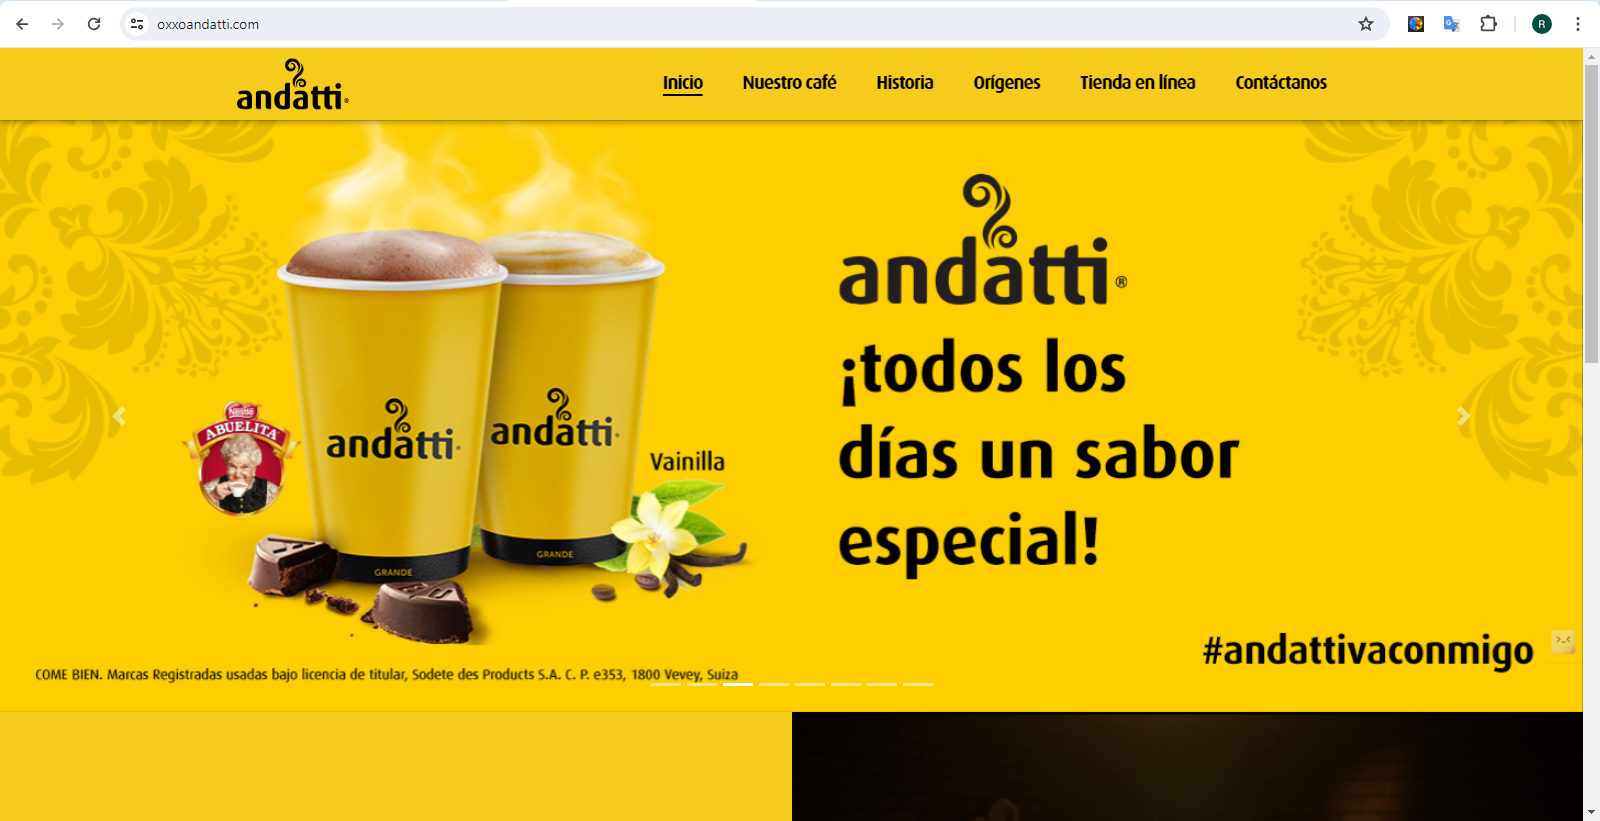 oxxoandatti.com
R
andatti®
Inicio
Nuestro café
Historia
Orígenes
Tienda en línea
Contáctanos
andatti®
¡todos los
días un sabor
especial!
Nestlé
ABUELITA
andatti
andatti
Vainilla
GRANDE
GRANDE
#andattivaconmigo
COME BIEN. Marcas Registradas usadas bajo licencia de titular, Sodete des Products S.A. C. P. e353, 1800 Vevey, Suiza